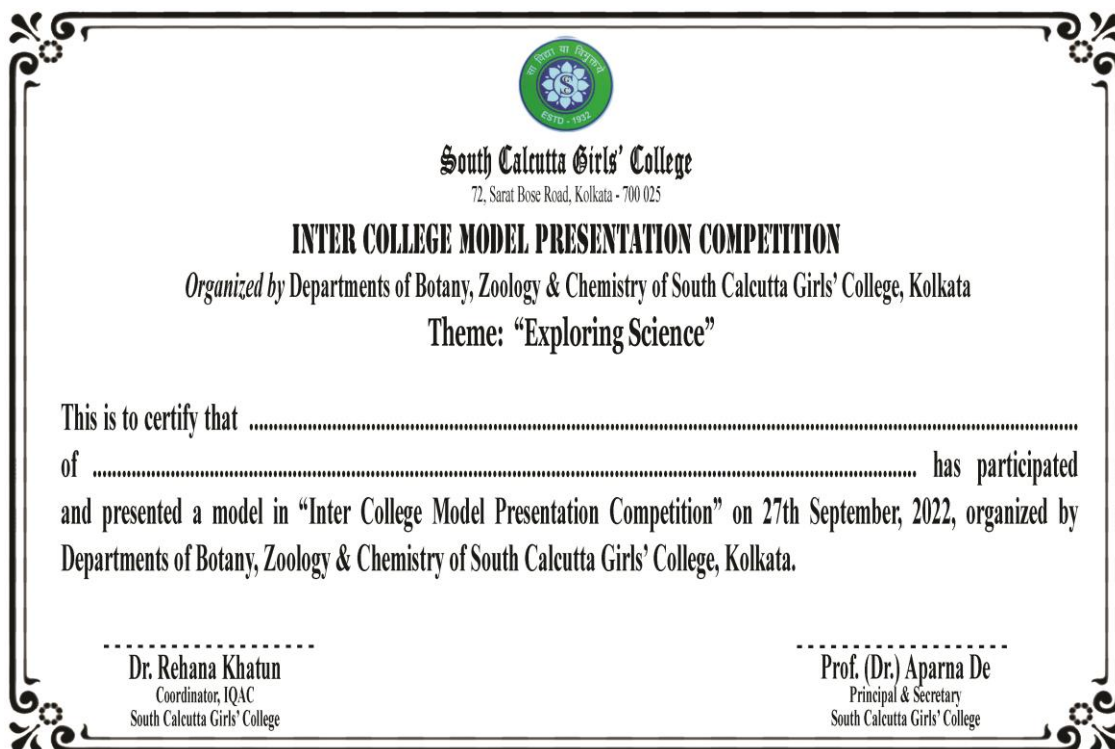 सा विद्या या विमुक्तये
S
ESTD - 1932
South Calcutta Girls' College
72, Sarat Bose Road, Kolkata - 700 025
INTER COLLEGE MODEL PRESENTATION COMPETITION
Organized by Departments of Botany, Zoology & Chemistry of South Calcutta Girls' College, Kolkata
Theme: “Exploring Science”
This is to certify that ..........................................................................
of .......................................................................... has participated
and presented a model in “Inter College Model Presentation Competition” on 27th September, 2022, organized by
Departments of Botany, Zoology & Chemistry of South Calcutta Girls' College, Kolkata.
Dr. Rehana Khatun
Coordinator, IQAC
South Calcutta Girls' College
Prof. (Dr.) Aparna De
Principal & Secretary
South Calcutta Girls' College